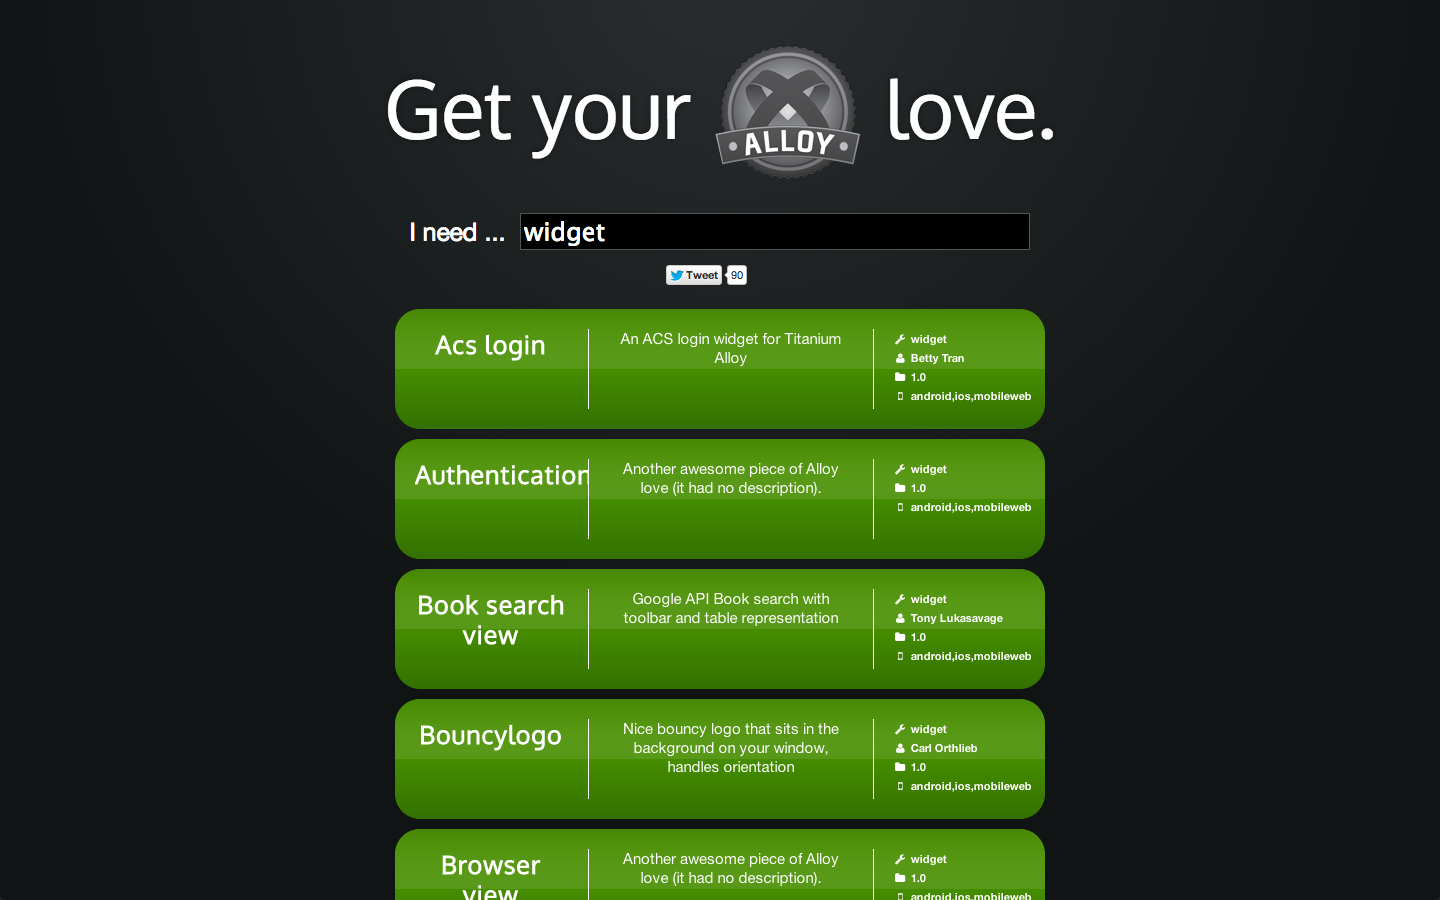 Get your ALLOY love.
I need ... widget
Tweet 90
Acs login
An ACS login widget for Titanium
Alloy
widget
Betty Tran
1.0
android,ios,mobileweb
Authentication
Another awesome piece of Alloy
love (it had no description).
widget
1.0
android,ios,mobileweb
Book search
view
Google API Book search with
toolbar and table representation
widget
Tony Lukasavage
1.0
android,ios,mobileweb
Bouncylogo
Nice bouncy logo that sits in the
background on your window,
handles orientation
widget
Carl Orthlieb
1.0
android,ios,mobileweb
Browser
view
Another awesome piece of Alloy
love (it had no description).
widget
1.0
android,ios,mobileweb